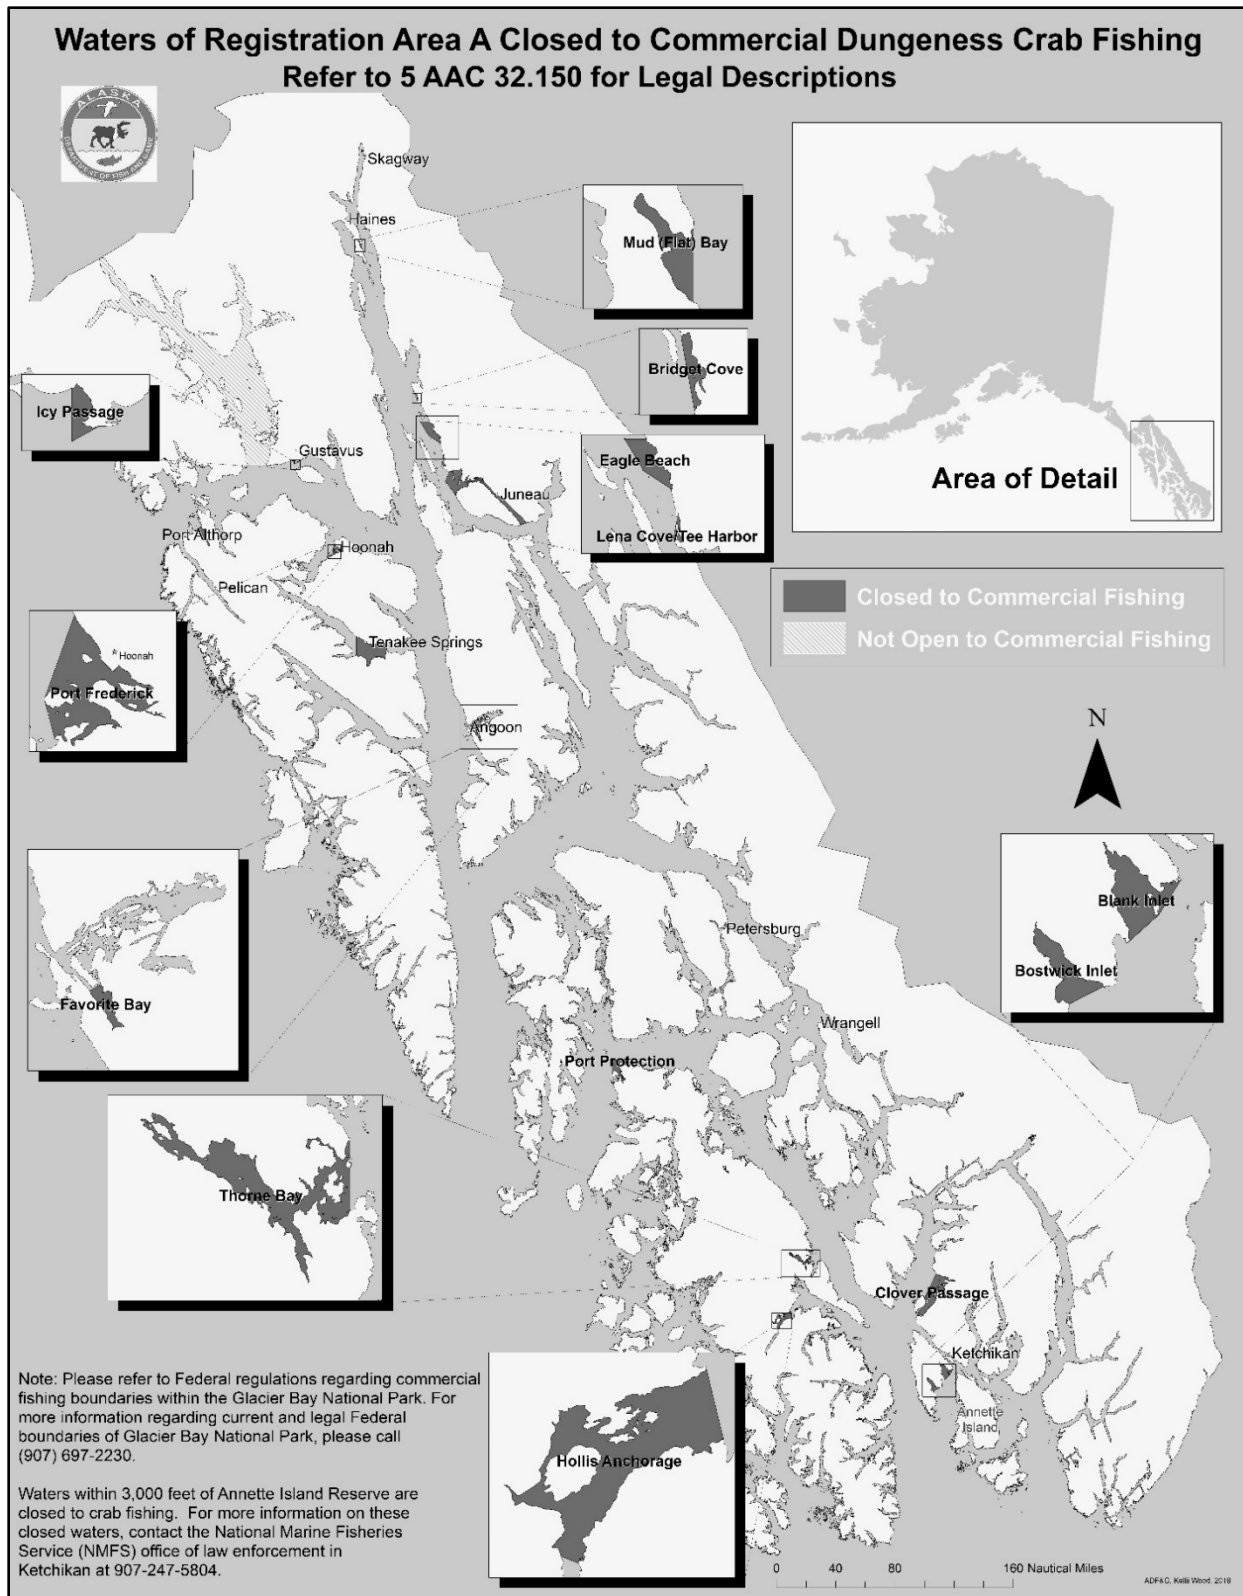 Waters of Registration Area A Closed to Commercial Dungeness Crab Fishing
Refer to 5 AAC 32.150 for Legal Descriptions
ALASKA
DEPARTMENT OF FISH AND GAME
Skagway
Haines
Mud (Flat) Bay
Bridget Cove
Icy Passage
Gustavus
Eagle Beach
Lena Cove/Tee Harbor
Juneau
Area of Detail
Port Althorp
Hoonah
Pelican
Closed to Commercial Fishing
Not Open to Commercial Fishing
Tenakee Springs
* Hoonah
Port Frederick
Angoon
N
Blank Inlet
Bostwick Inlet
Petersburg
Favorite Bay
Wrangell
Port Protection
Thorne Bay
Clover Passage
Ketchikan
Annette
Island
Hollis Anchorage
Note: Please refer to Federal regulations regarding commercial
fishing boundaries within the Glacier Bay National Park. For
more information regarding current and legal Federal
boundaries of Glacier Bay National Park, please call
(907) 697-2230.
Waters within 3,000 feet of Annette Island Reserve are
closed to crab fishing. For more information on these
closed waters, contact the National Marine Fisheries
Service (NMFS) office of law enforcement in
Ketchikan at 907-247-5804.
0 40 80 160 Nautical Miles
ADF&G, Kellii Wood, 2018